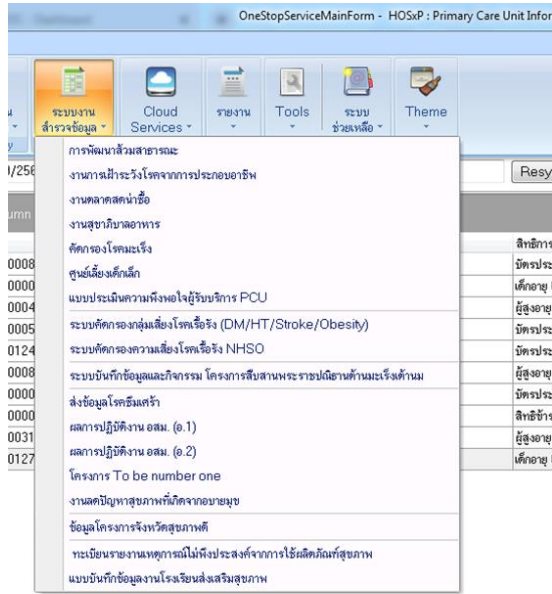 OneStopServiceMainForm - HOSxP : Primary Care Unit Infor
ระบบงาน
สำรวจข้อมูล
Cloud
Services
รายงาน
Tools
ระบบ
ช่วยเหลือ
Theme
การพัฒนาส้วมสาธารณะ
งานการเฝ้าระวังโรคจากการประกอบอาชีพ
Resy
งานตลาดสดน่าซื้อ
งานสุขาภิบาลอาหาร
คัดกรองโรคมะเร็ง
สิทธิการ
0008
ศูนย์เลี้ยงเด็กเล็ก
บัตรประ
0000
แบบประเมินความพึงพอใจผู้รับบริการ PCU
เด็กอายุ
0004
ผู้สูงอายุ
0005
ระบบคัดกรองกลุ่มเสี่ยงโรคเรื้อรัง (DM/HT/Stroke/Obesity)
บัตรประ
0124
ระบบคัดกรองความเสี่ยงโรคเรื้อรัง NHSO
บัตรประ
0008
ระบบบันทึกข้อมูลและกิจกรรม โครงการสืบสานพระราชปณิธานต้านมะเร็งเต้านม
ผู้สูงอายุ
0000
ส่งข้อมูลโรคซึมเศร้า
บัตรประ
0000
สิทธิข้าร
0031
ผลการปฏิบัติงาน อสม. (อ.1)
ผู้สูงอายุ
0127
ผลการปฏิบัติงาน อสม. (อ.2)
เด็กอายุ
โครงการ To be number one
งานลดปัญหาสุขภาพที่เกิดจากอบายมุข
ข้อมูลโครงการจังหวัดสุขภาพดี
ทะเบียนรายงานเหตุการณ์ไม่พึงประสงค์จากการใช้ผลิตภัณฑ์สุขภาพ
แบบบันทึกข้อมูลงานโรงเรียนส่งเสริมสุขภาพ